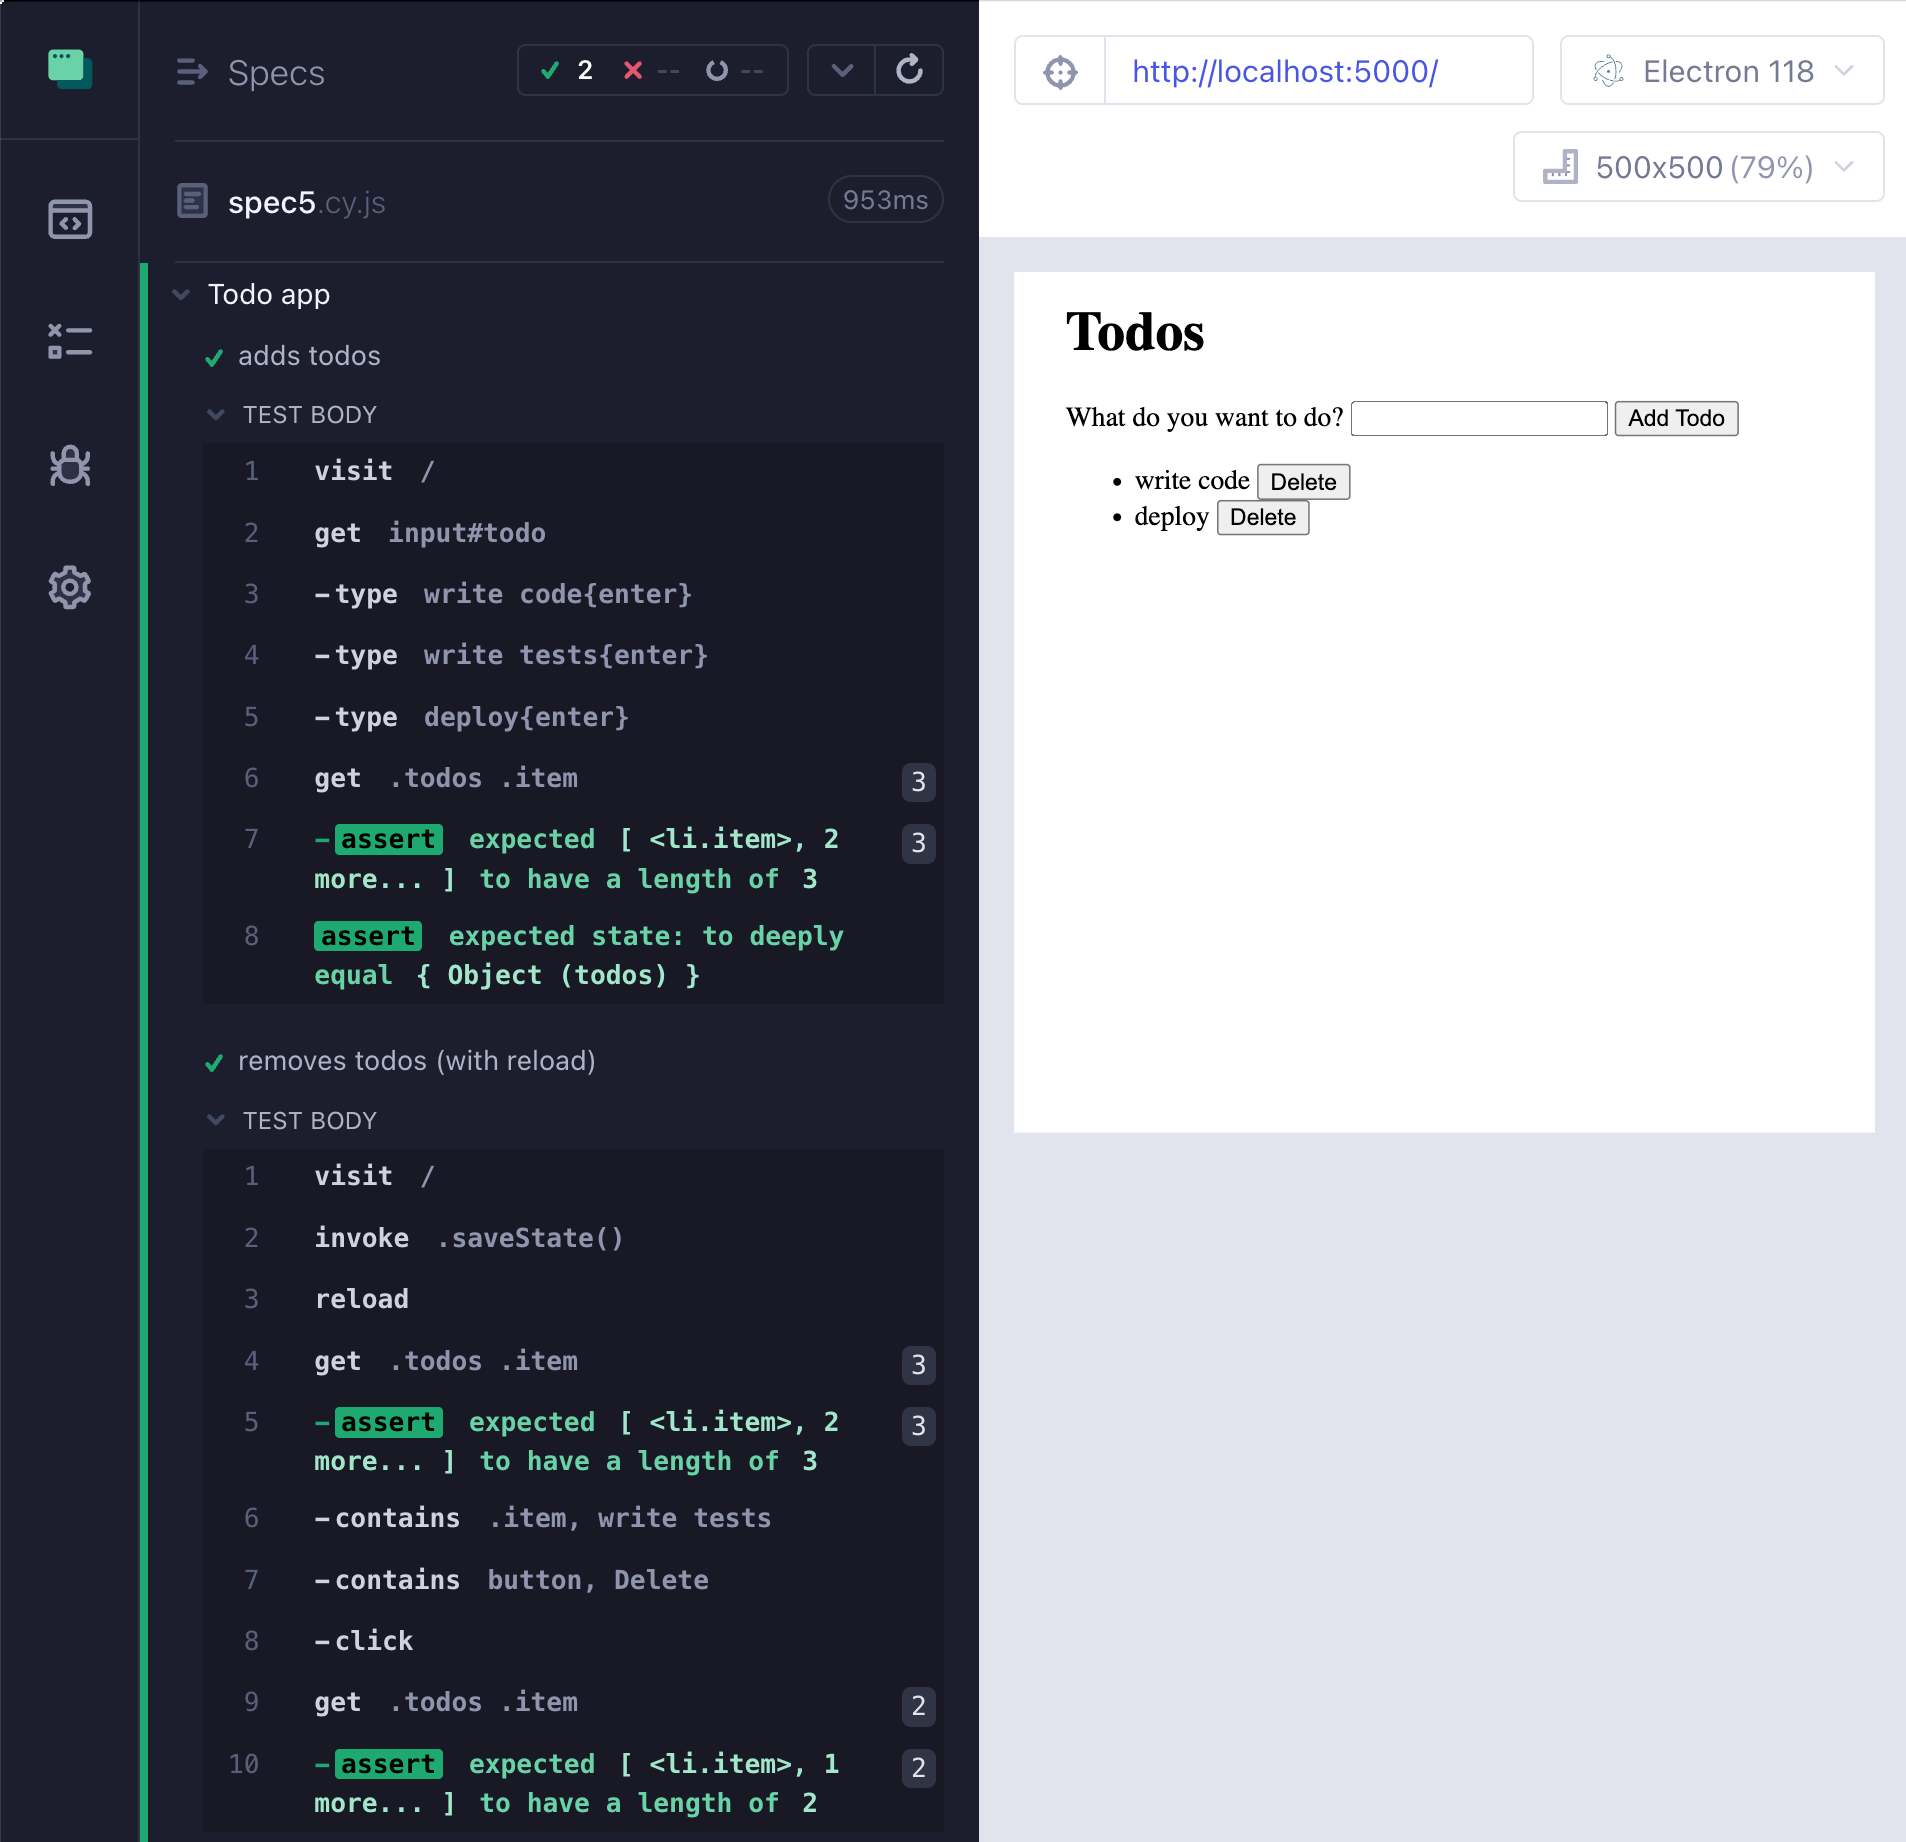 Specs
2 -- --
spec5.cy.js
953ms
Todo app
adds todos
TEST BODY
1 visit /
2 get input#todo
3 -type write code{enter}
4 -type write tests{enter}
5 -type deploy{enter}
6 get .todos .item 3
7 -assert expected [ <li.item>, 2 3
more... ] to have a length of 3
8 assert expected state: to deeply
equal { Object (todos) }
removes todos (with reload)
TEST BODY
1 visit /
2 invoke .saveState()
3 reload
4 get .todos .item 3
5 -assert expected [ <li.item>, 2 3
more... ] to have a length of 3
6 -contains .item, write tests
7 -contains button, Delete
8 -click
9 get .todos .item 2
10 -assert expected [ <li.item>, 1 2
more... ] to have a length of 2
http://localhost:5000/
Electron 118
500x500 (79%)
Todos
What do you want to do? Add Todo
• write code Delete
• deploy Delete